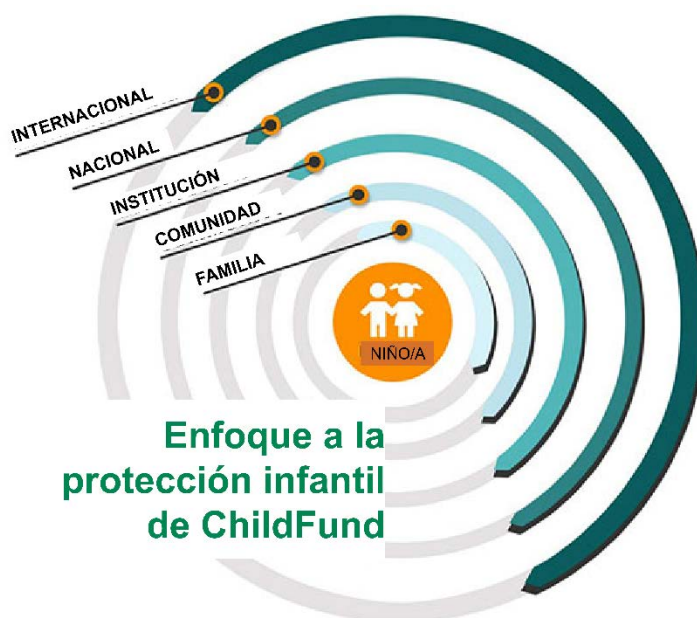 INTERNACIONAL
NACIONAL
INSTITUCIÓN
COMUNIDAD
FAMILIA
NIÑO/A
Enfoque a la
protección infantil
de ChildFund